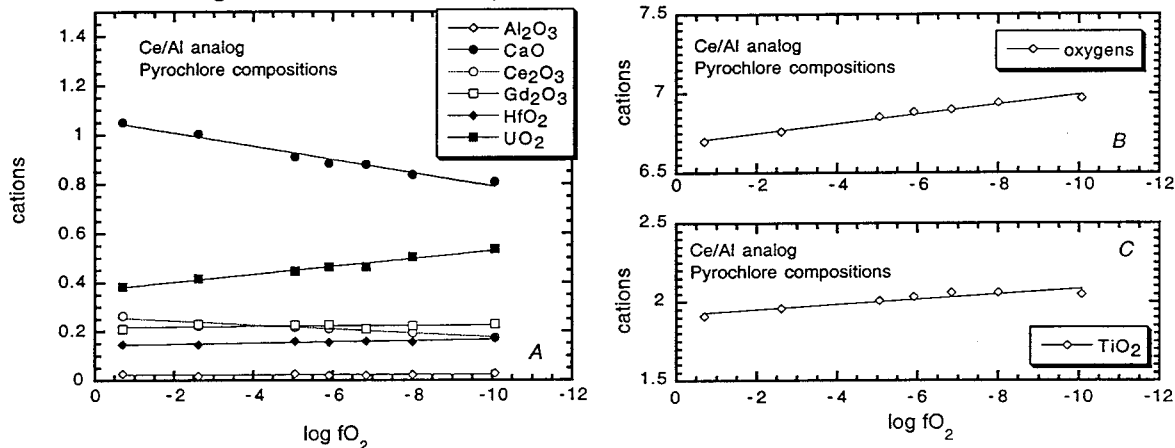 1.4
1.2
1
0.8
0.6
0.4
0.2
0
cations
Ce/Al analog
Pyrochlore compositions
Al2O3
CaO
Ce2O3
Gd2O3
HfO2
UO2
A
0 -2 -4 -6 -8 -10 -12
log fO2
7.5
7
6.5
cations
Ce/Al analog
Pyrochlore compositions
oxygens
B
0 -2 -4 -6 -8 -10 -12
2.5
2
1.5
cations
Ce/Al analog
Pyrochlore compositions
C
TiO2
0 -2 -4 -6 -8 -10 -12
log fO2